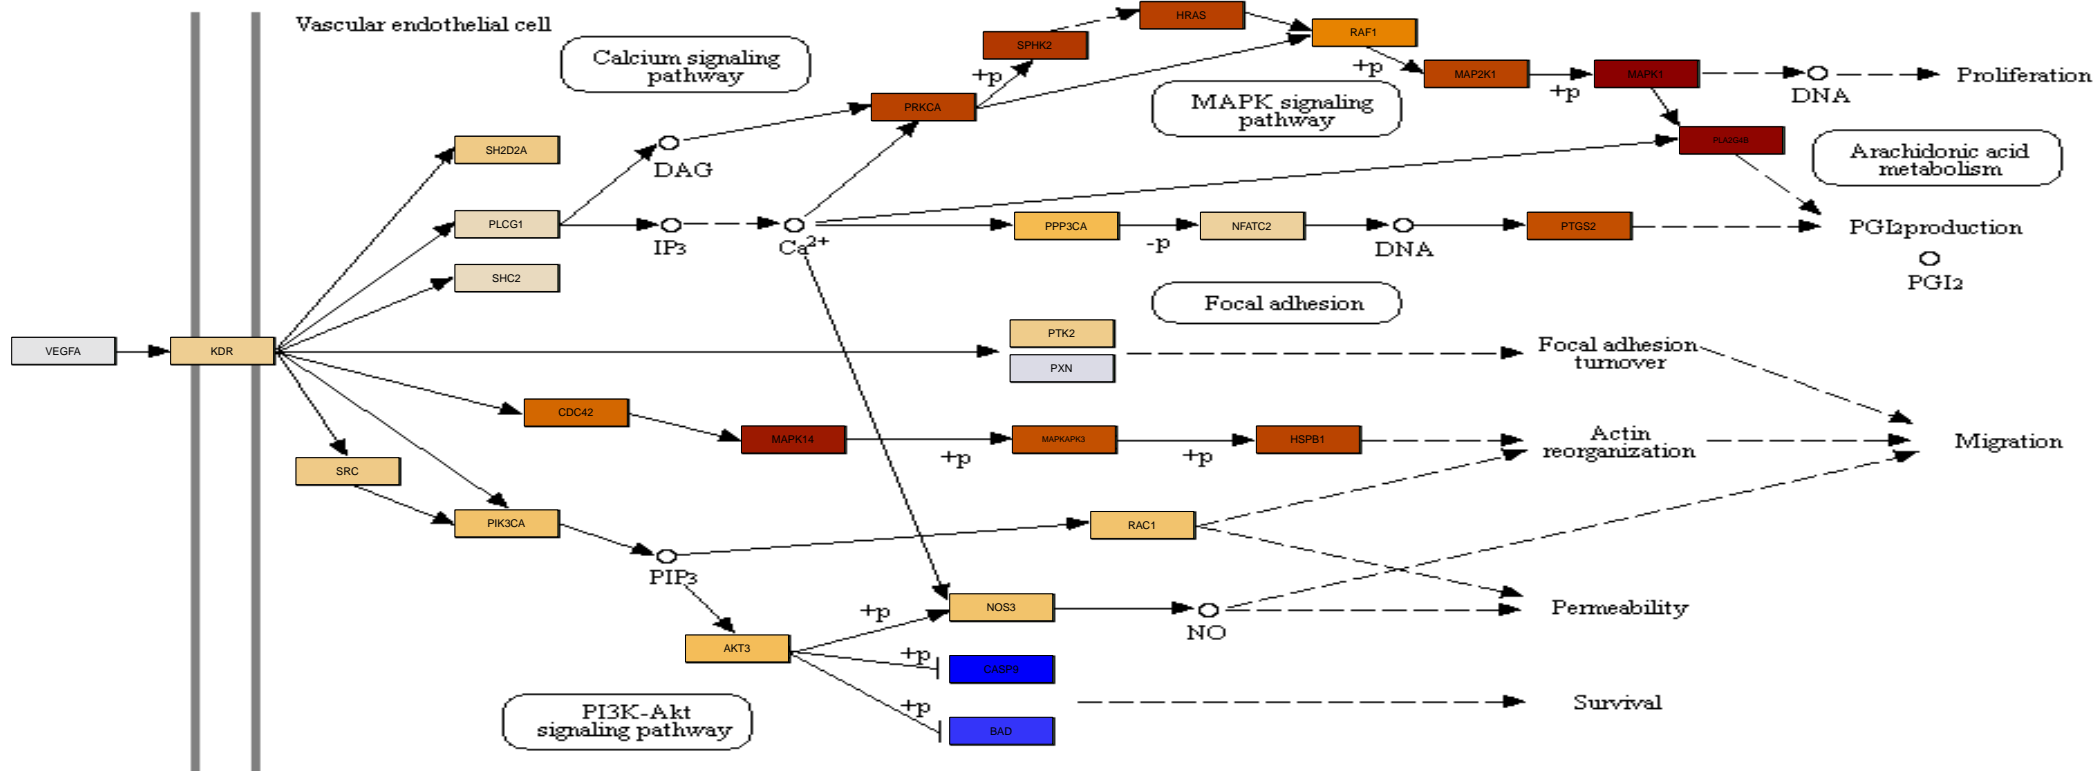 Vascular endothelial cell
Calcium signaling
pathway
HRAS
SPHK2
RAF1
+p
+p
MAP2K1
+p
MAPK1
DNA
Proliferation
PRKCA
MAPK signaling
pathway
SH2D2A
DAG
PLA2G4B
Arachidonic acid
metabolism
PLCG1
IP3
Ca2+
PPP3CA
-p
NFATC2
DNA
PTGS2
PGI2production
PGI2
SHC2
Focal adhesion
VEGFA
KDR
PTK2
PXN
Focal adhesion
turnover
CDC42
MAPK14
+p
MAPKAPK3
+p
HSPB1
Actin
reorganization
Migration
SRC
PIK3CA
RAC1
PIP3
+p
NOS3
NO
Permeability
AKT3
+p
CASP9
+p
BAD
Survival
PI3K-Akt
signaling pathway